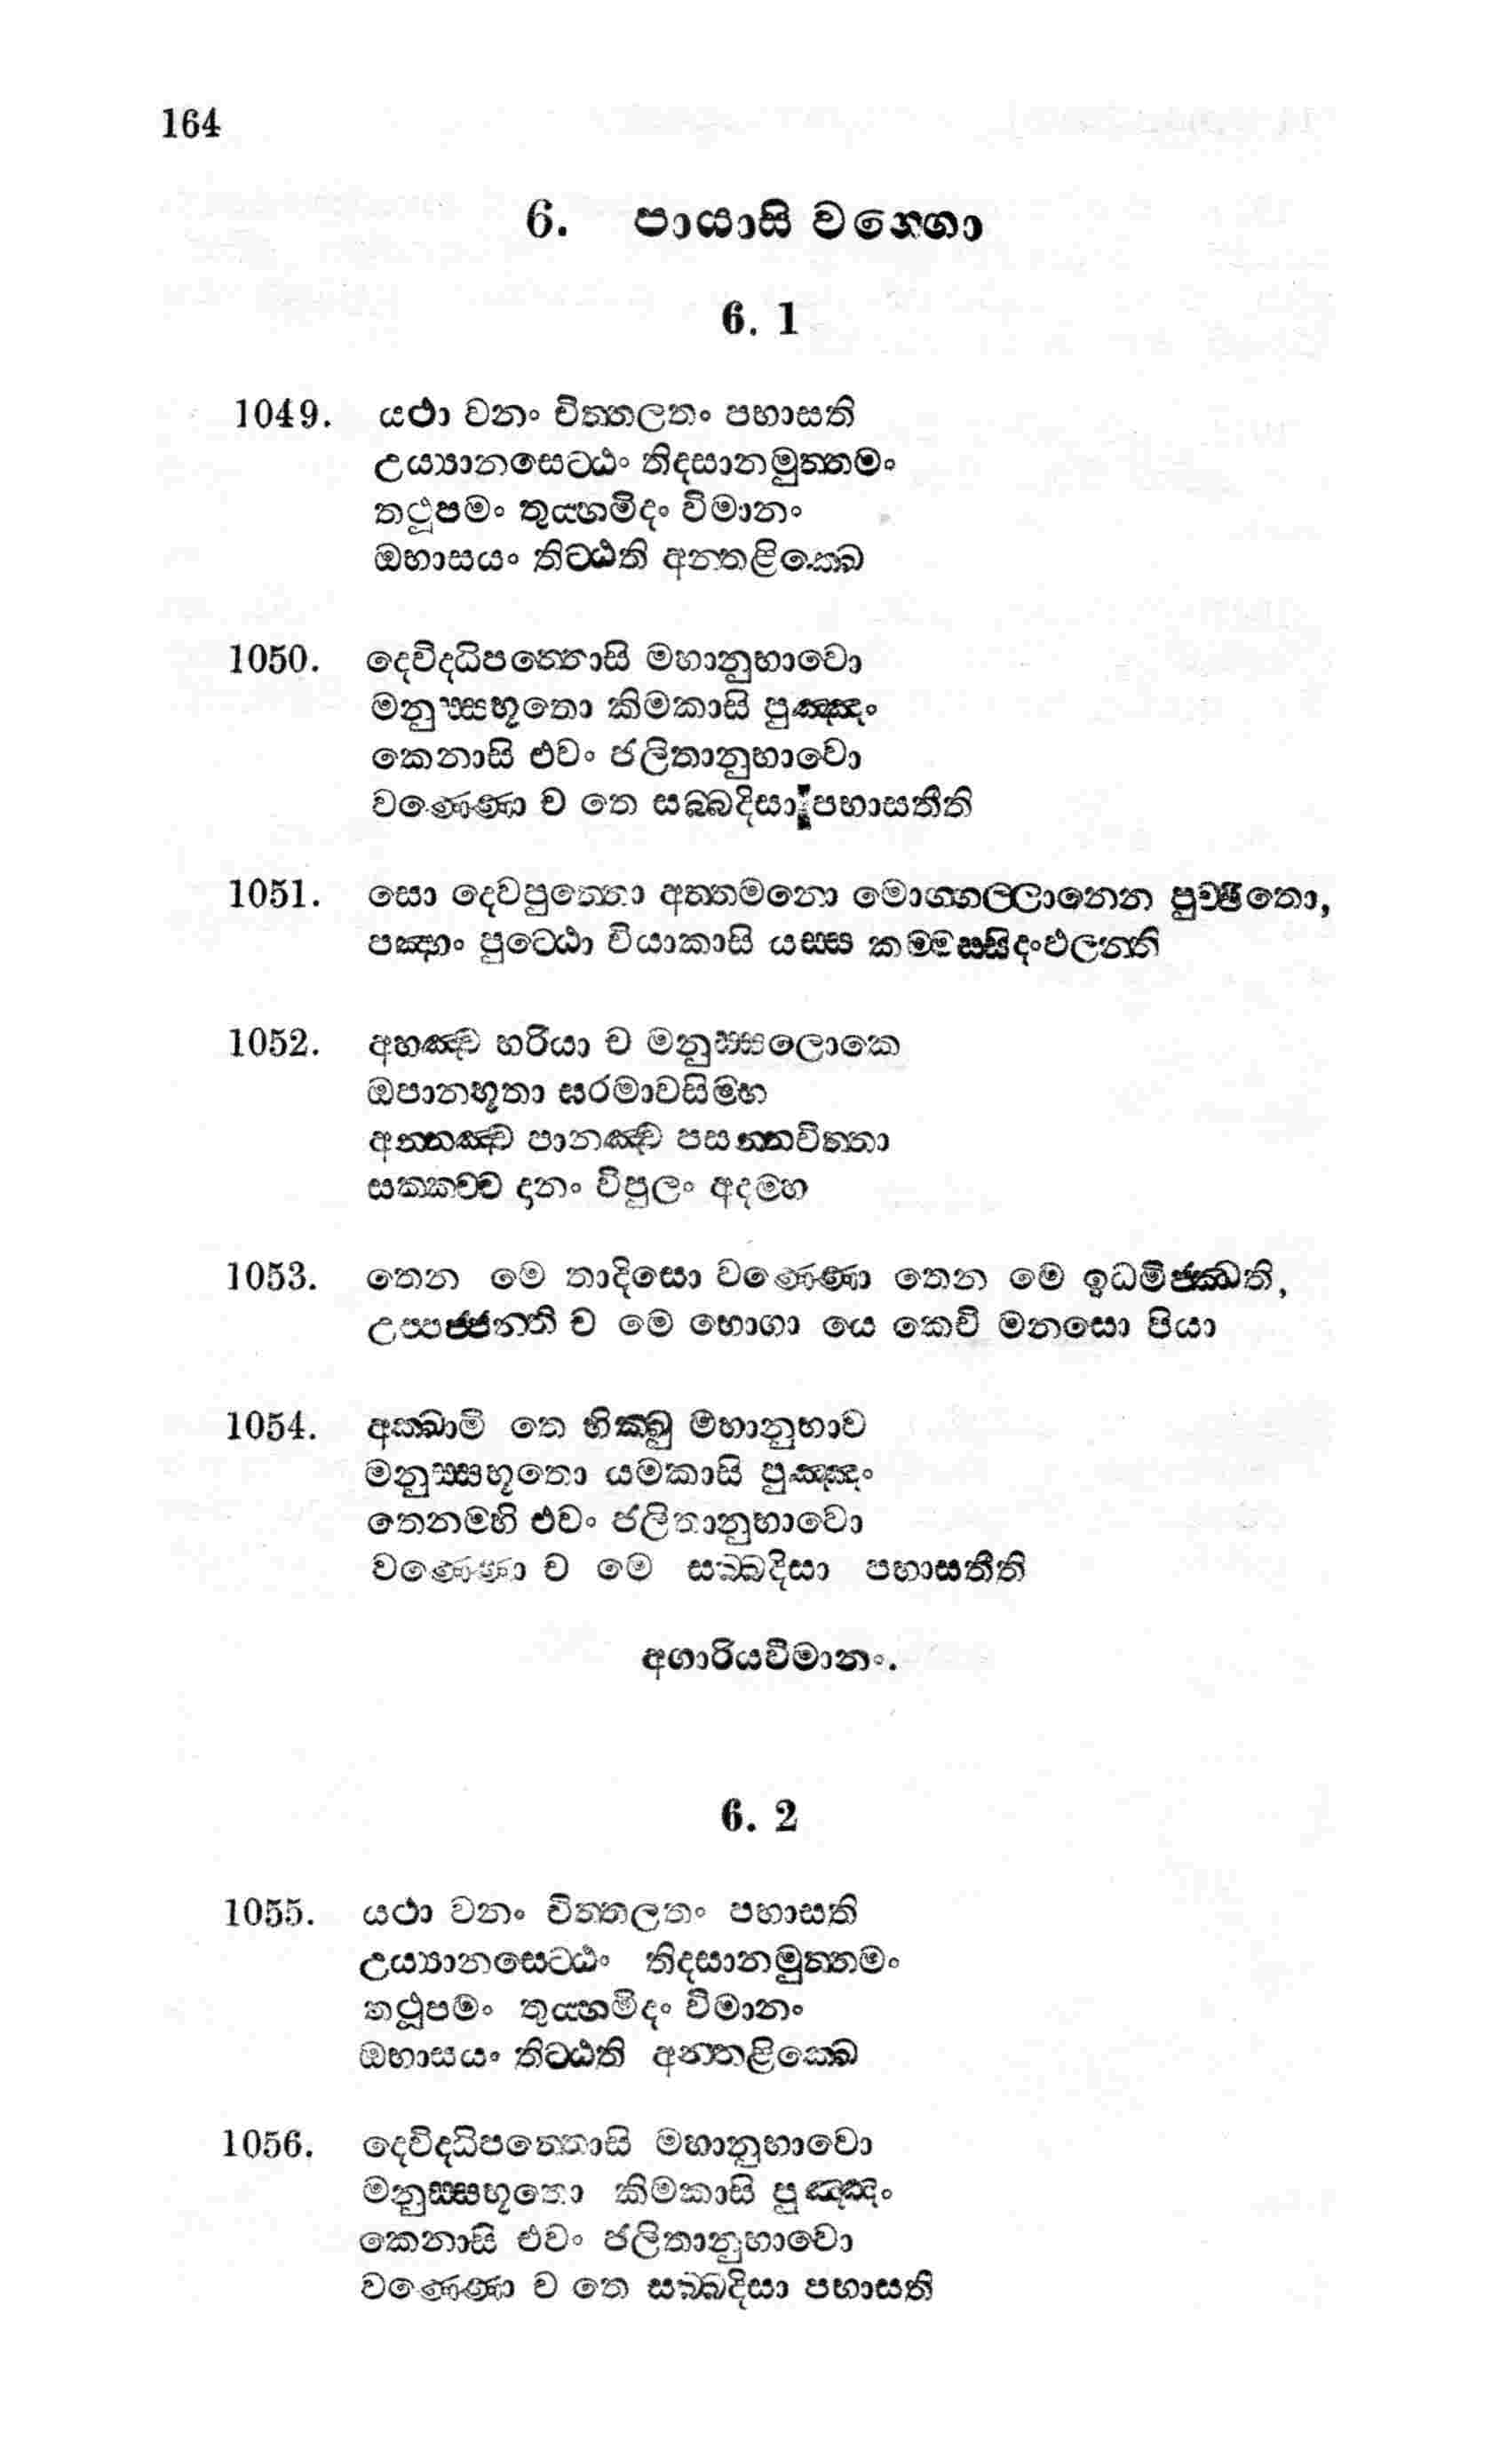 164
6. පායාසි වග්ගො
6. 1
1049. යථා වනං චිත්තලතං පභාසති
උය්‍යානසෙට්ඨං තිදසානමුත්තමං
තථූපමං තුය්හමිදං විමානං
ඔභාසයං තිට්ඨති අන්තළික්ඛෙ
1050. දෙවිද්ධිපත්තොසි මහානුභාවො
මනුස්සභූතො කිමකාසි පුඤ්ඤං
කෙනාසි එවං ජලිතානුභාවො
වණ්ණො ච තෙ සබ්බදිසා පභාසතීති
1051. සො දෙවපුත්තො අත්තමනො මොග්ගල්ලානෙන පුච්ඡිතො,
පඤ්හං පුට්ඨො වියාකාසි යස්ස කම්මස්සිදංඵලන්ති
1052. අහඤ්ච භරියා ච මනුස්සලොකෙ
ඔපානභූතා ඝරමාවසිම්හ
අන්නඤ්ච පානඤ්ච පසන්නචිත්තා
සක්කච්ච දානං විපුලං අදම්හ
1053. තෙන මෙ තාදිසො වණ්ණො තෙන මෙ ඉධමිජ්ඣති,
උප්පජ්ජන්ති ච මෙ භොගා යෙ කෙචි මනසො පියා
1054. අක්ඛාමි තෙ භික්ඛු මහානුභාව
මනුස්සභූතො යමකාසි පුඤ්ඤං
තෙනම්හි එවං ජලිතානුභාවො
වණ්ණො ච මෙ සබ්බදිසා පභාසතීති
අගාරියවිමානං.
6. 2
1055. යථා වනං චිත්තලතං පභාසති
උය්‍යානසෙට්ඨං තිදසානමුත්තමං
තථූපමං තුය්හමිදං විමානං
ඔභාසයං තිට්ඨති අන්තළික්ඛෙ
1056. දෙවිද්ධිපත්තොසි මහානුභාවො
මනුස්සභූතො කිමකාසි පුඤ්ඤං
කෙනාසි එවං ජලිතානුභාවො
වණ්ණො ච තෙ සබ්බදිසා පභාසති